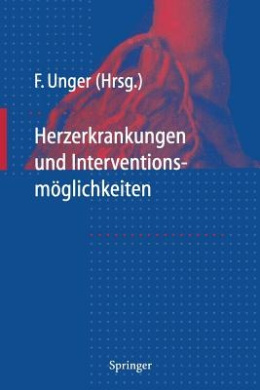 F. Unger (Hrsg.)
Herzerkrankungen
und Interventions-
möglichkeiten
Springer